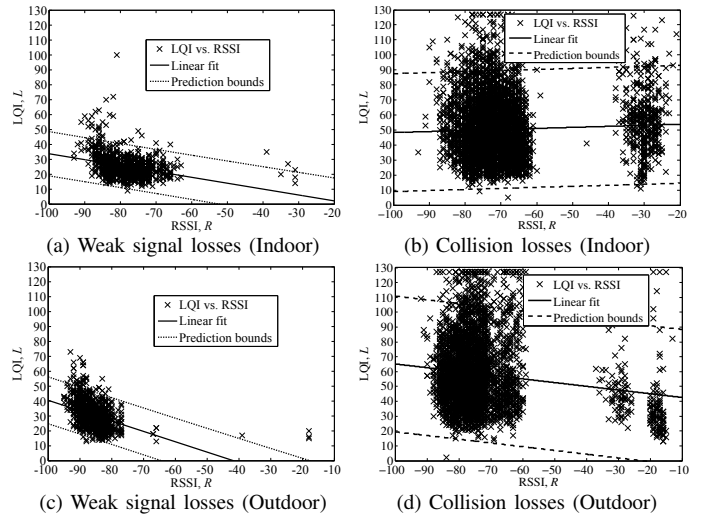 130
120
110
100
90
80
70
60
50
40
30
20
10
0
LQI, L
× LQI vs. RSSI
Linear fit
Prediction bounds
-100 -90 -80 -70 -60 -50 -40 -30 -20
RSSI, R
(a) Weak signal losses (Indoor)
130
120
110
100
90
80
70
60
50
40
30
20
10
0
LQI, L
× LQI vs. RSSI
Linear fit
Prediction bounds
−100 −90 −80 −70 −60 −50 −40 −30 −20
RSSI, R
(b) Collision losses (Indoor)
130
120
110
100
90
80
70
60
50
40
30
20
10
0
LQI, L
× LQI vs. RSSI
Linear fit
Prediction bounds
-100 -90 -80 -70 -60 -50 -40 -30 -20 -10
RSSI, R
(c) Weak signal losses (Outdoor)
130
120
110
100
90
80
70
60
50
40
30
20
10
0
LQI, L
× LQI vs. RSSI
Linear fit
Prediction bounds
−100 −90 −80 −70 −60 −50 −40 −30 −20 −10
RSSI, R
(d) Collision losses (Outdoor)